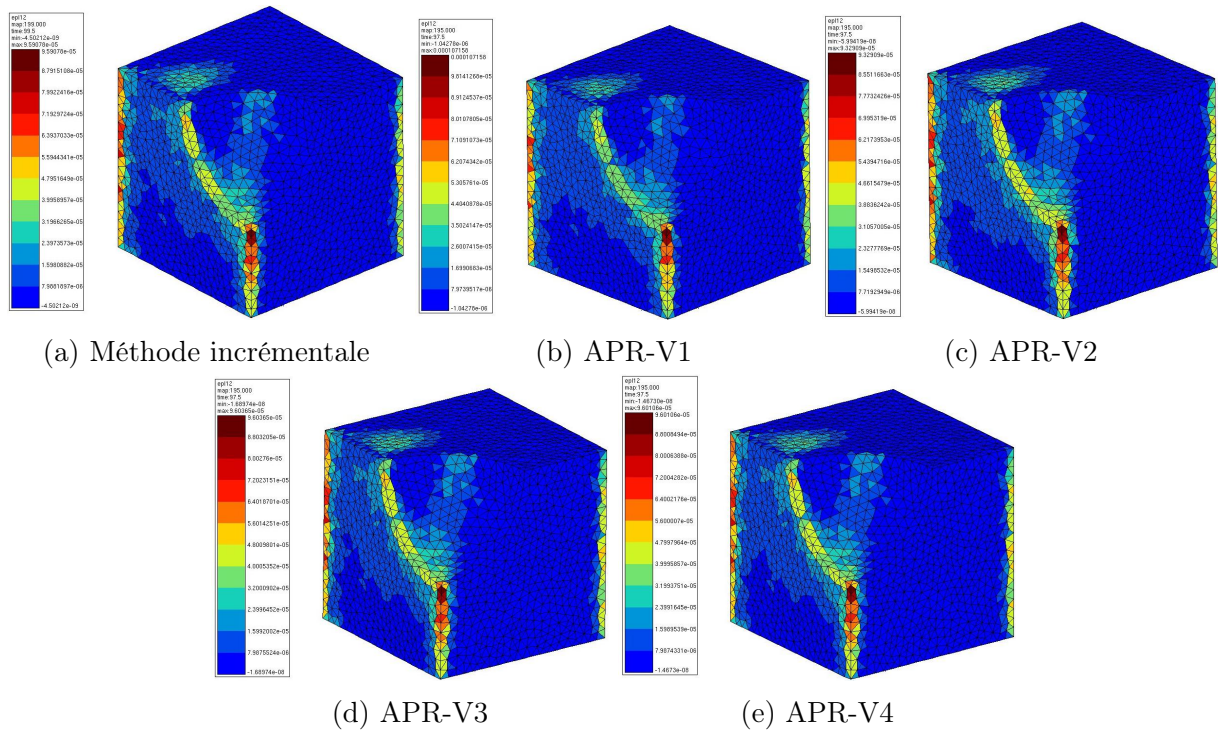 epl12
map:199.000
time:99.5
min:-4.50212e-09
max:9.59078e-05
9.59078e-05
8.7915108e-05
7.9922416e-05
7.1929724e-05
6.3937033e-05
5.5944341e-05
4.7951649e-05
3.9958957e-05
3.1966265e-05
2.3973573e-05
1.5980882e-05
7.9881897e-06
-4.50212e-09
(a) Méthode incrémentale
epl12
map:195.000
time:97.5
min:-1.04278e-06
max:0.000107158
0.000107158
9.8141268e-05
8.9124537e-05
8.0107805e-05
7.1091073e-05
6.2074342e-05
5.305761e-05
4.4040878e-05
3.5024147e-05
2.6007415e-05
1.6990683e-05
7.9739517e-06
-1.04278e-06
(b) APR-V1
epl12
map:195.000
time:97.5
min:-5.99419e-08
max:9.32909e-05
9.32909e-05
8.5511663e-05
7.7732426e-05
6.995319e-05
6.2173953e-05
5.4394716e-05
4.6615479e-05
3.8836242e-05
3.1057005e-05
2.3277769e-05
1.5498532e-05
7.7192949e-06
-5.99419e-08
(c) APR-V2
epl12
map:195.000
time:97.5
min:-1.68974e-08
max:9.60365e-05
9.60365e-05
8.803205e-05
8.00276e-05
7.2023151e-05
6.4018701e-05
5.6014251e-05
4.8009801e-05
4.0005352e-05
3.2000902e-05
2.3996452e-05
1.5992002e-05
7.9875524e-06
-1.68974e-08
(d) APR-V3
epl12
map:195.000
time:97.5
min:-1.46730e-08
max:9.60106e-05
9.60106e-05
8.8008494e-05
8.0006388e-05
7.2004282e-05
6.4002176e-05
5.600007e-05
4.7997964e-05
3.9995857e-05
3.1993751e-05
2.3991645e-05
1.5989539e-05
7.9874331e-06
-1.4673e-08
(e) APR-V4